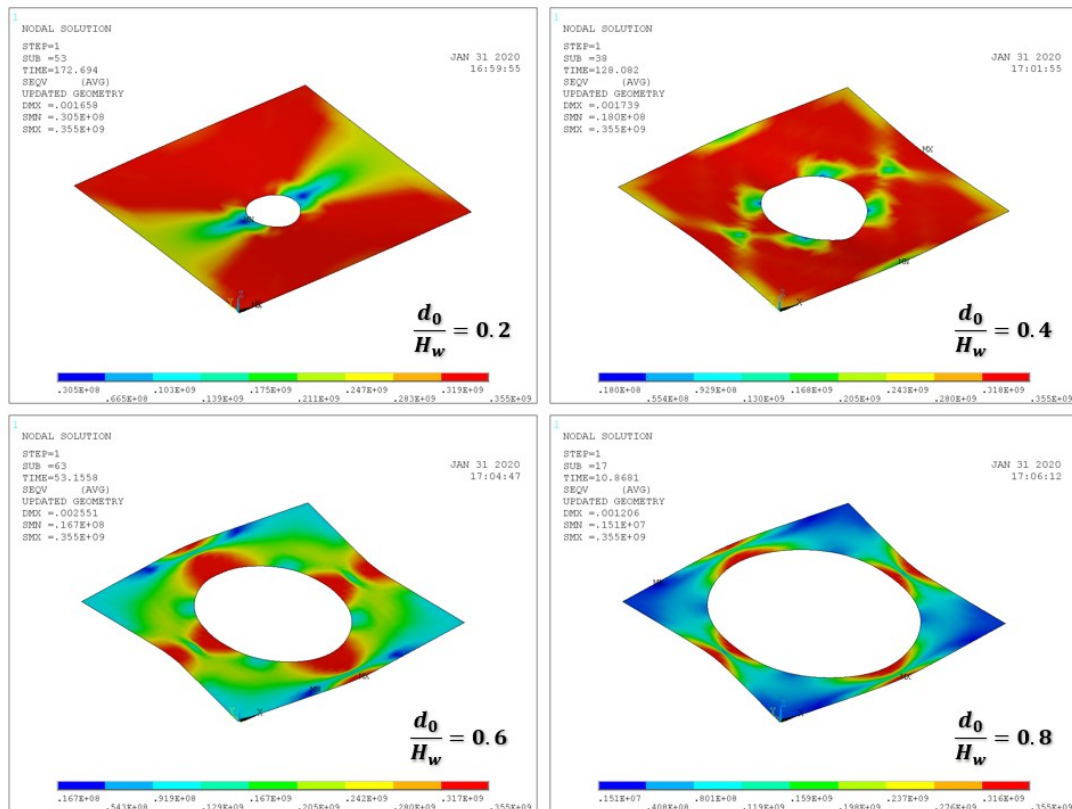 1
NODAL SOLUTION
STEP=1
SUB =53
TIME=172.694
SEQV (AVG)
UPDATED GEOMETRY
DMX =.001658
SMN =.305E+08
SMX =.355E+09
JAN 31 2020
16:59:55
MN
Y Z MX
d0/Hw = 0.2
.305E+08 .103E+09 .175E+09 .247E+09 .319E+09
.665E+08 .139E+09 .211E+09 .283E+09 .355E+09
1
NODAL SOLUTION
STEP=1
SUB =38
TIME=128.082
SEQV (AVG)
UPDATED GEOMETRY
DMX =.001739
SMN =.180E+08
SMX =.355E+09
JAN 31 2020
17:01:55
MX
MN
Z
X
d0/Hw = 0.4
.180E+08 .929E+08 .168E+09 .243E+09 .318E+09
.554E+08 .130E+09 .205E+09 .280E+09 .355E+09
1
NODAL SOLUTION
STEP=1
SUB =63
TIME=53.1558
SEQV (AVG)
UPDATED GEOMETRY
DMX =.002551
SMN =.167E+08
SMX =.355E+09
JAN 31 2020
17:04:47
MN MX
Y X
d0/Hw = 0.6
.167E+08 .919E+08 .167E+09 .242E+09 .317E+09
.543E+08 .129E+09 .205E+09 .280E+09 .355E+09
1
NODAL SOLUTION
STEP=1
SUB =17
TIME=10.8681
SEQV (AVG)
UPDATED GEOMETRY
DMX =.001206
SMN =.151E+07
SMX =.355E+09
JAN 31 2020
17:06:12
MN
MX
Y Z X
d0/Hw = 0.8
.151E+07 .801E+08 .159E+09 .237E+09 .316E+09
.408E+08 .119E+09 .198E+09 .276E+09 .355E+09